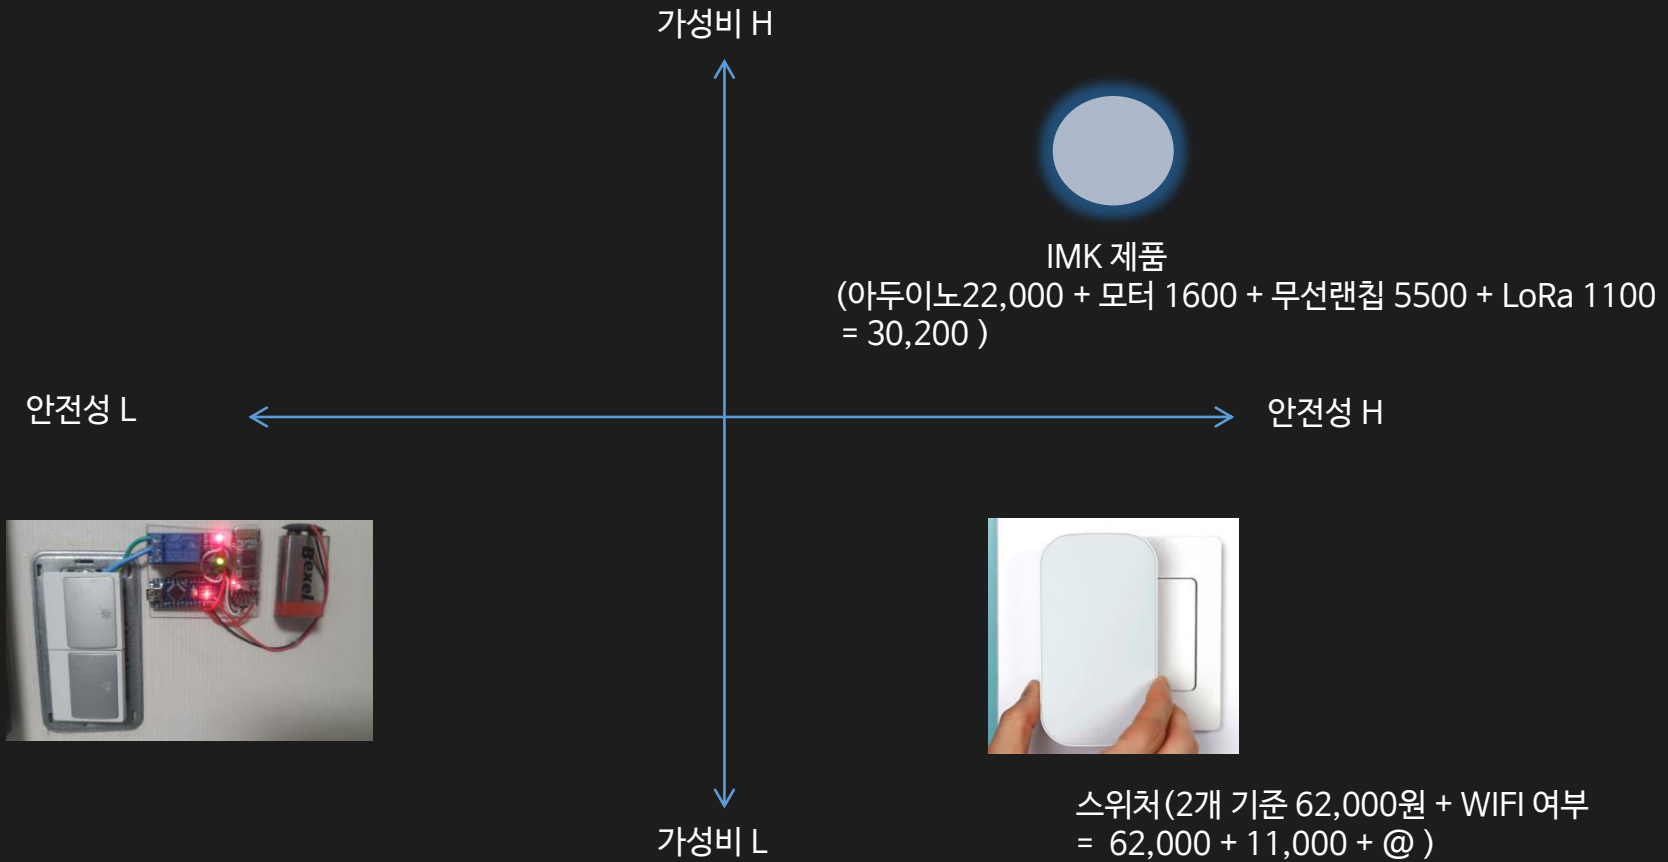 가성비 H
IMK 제품
(아두이노22,000 + 모터 1600 + 무선랜칩 5500 + LoRa 1100
= 30,200 )
안전성 L
안전성 H
Bexel
스위처(2개 기준 62,000원 + WIFI 여부
= 62,000 + 11,000 + @ )
가성비 L